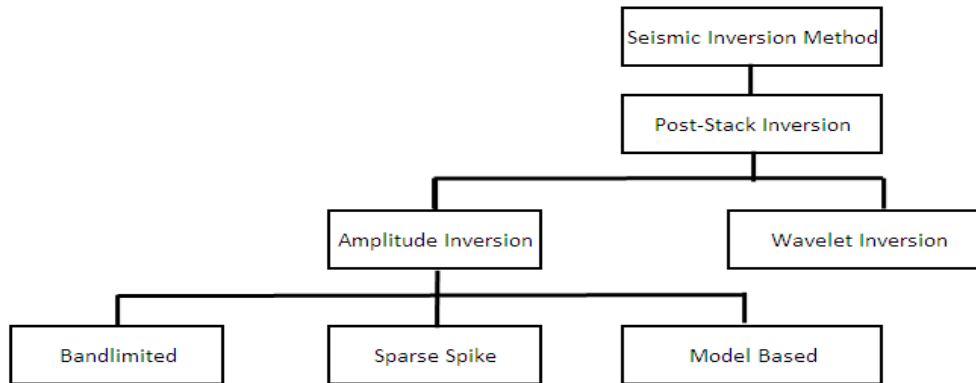 Seismic Inversion Method
Post-Stack Inversion
Amplitude Inversion
Wavelet Inversion
Bandlimited
Sparse Spike
Model Based